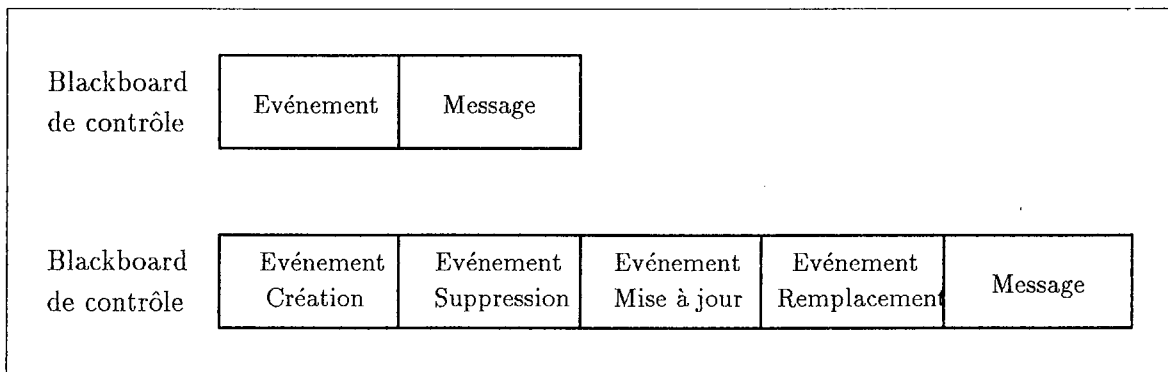 Blackboard
de contrôle
Evénement
Message
Blackboard
de contrôle
Evénement
Création
Evénement
Suppression
Evénement
Mise à jour
Evénement
Remplacement
Message